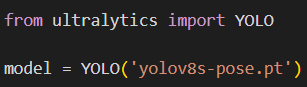 from ultralytics import YOLO
model = YOLO('yolov8s-pose.pt')